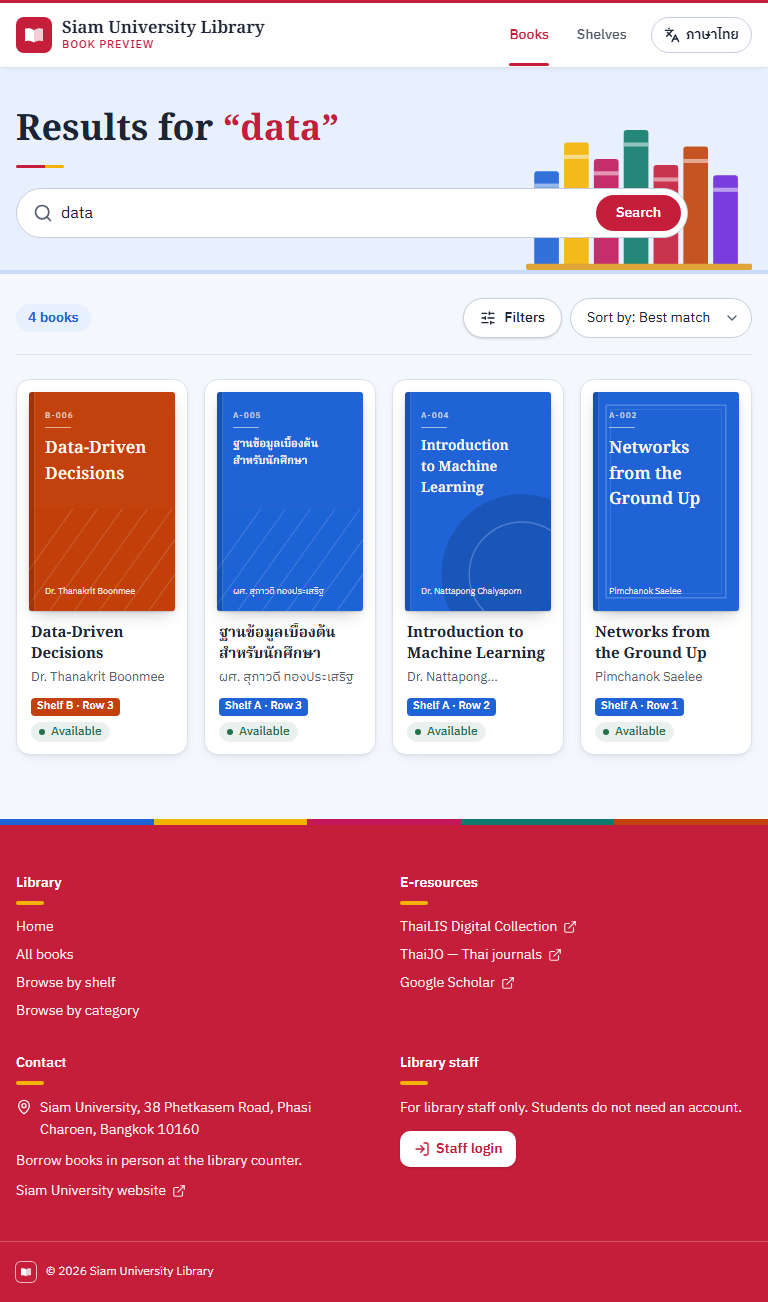 Siam University Library
BOOK PREVIEW
Books
Shelves
ภาษาไทย
Results for “data”
data
Search
4 books
Filters
Sort by: Best match
B-006
Data-Driven
Decisions
Dr. Thanakrit Boonmee
Data-Driven
Decisions
Dr. Thanakrit Boonmee
Shelf B · Row 3
Available
A-005
ฐานข้อมูลเบื้องต้น
สำหรับนักศึกษา
ผศ. สุภาวดี ทองประเสริฐ
ฐานข้อมูลเบื้องต้น
สำหรับนักศึกษา
ผศ. สุภาวดี ทองประเสริฐ
Shelf A · Row 3
Available
A-004
Introduction
to Machine
Learning
Dr. Nattapong Chaiyaporn
Introduction to
Machine Learning
Dr. Nattapong...
Shelf A · Row 2
Available
A-002
Networks
from the
Ground Up
Pimchanok Saelee
Networks from
the Ground Up
Pimchanok Saelee
Shelf A · Row 1
Available
Library
Home
All books
Browse by shelf
Browse by category
E-resources
ThaiLIS Digital Collection
ThaiJO — Thai journals
Google Scholar
Contact
Siam University, 38 Phetkasem Road, Phasi
Charoen, Bangkok 10160
Borrow books in person at the library counter.
Siam University website
Library staff
For library staff only. Students do not need an account.
Staff login
© 2026 Siam University Library